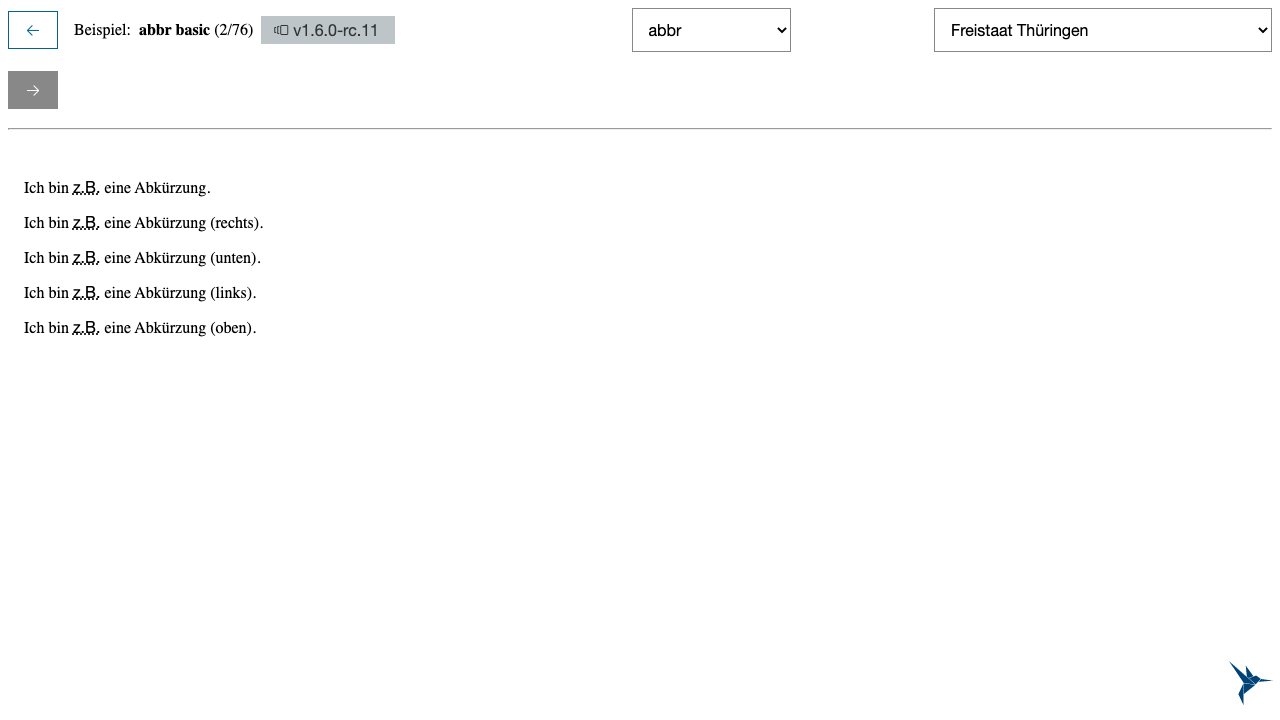 ← Beispiel: abbr basic (2/76) v1.6.0-rc.11 abbr Freistaat Thüringen
→
Ich bin z.B. eine Abkürzung.
Ich bin z.B. eine Abkürzung (rechts).
Ich bin z.B. eine Abkürzung (unten).
Ich bin z.B. eine Abkürzung (links).
Ich bin z.B. eine Abkürzung (oben).